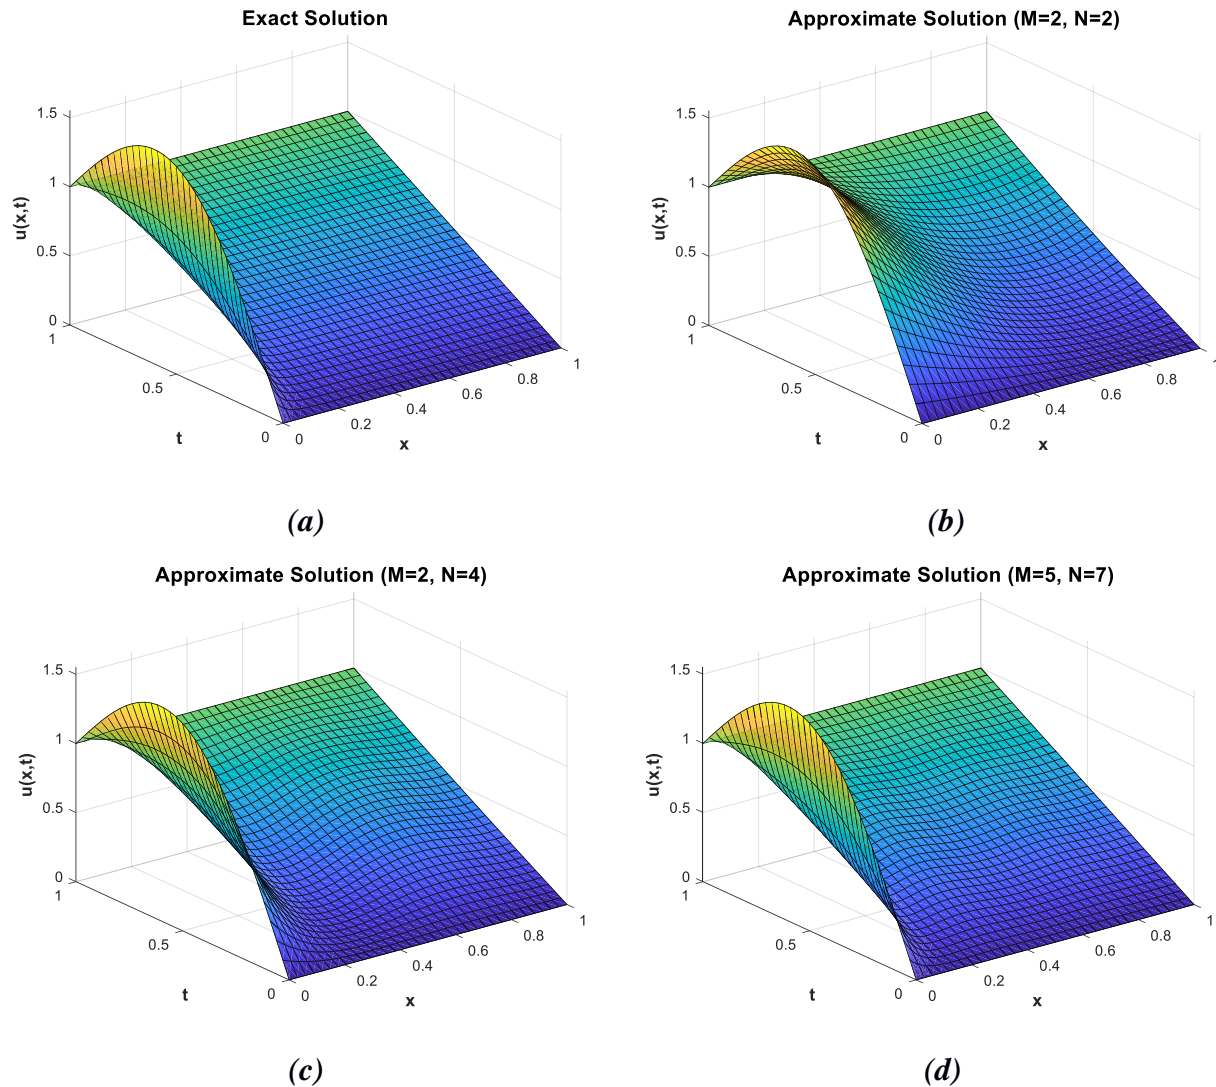 Exact Solution
1.5
1
0.5
0
u(x,t)
1
0.5
0
t
0
0.2
0.4
0.6
0.8
1
x
(a)
Approximate Solution (M=2, N=2)
1.5
1
0.5
0
u(x,t)
1
0.5
0
t
0
0.2
0.4
0.6
0.8
1
x
(b)
Approximate Solution (M=2, N=4)
1.5
1
0.5
0
u(x,t)
1
0.5
0
t
0
0.2
0.4
0.6
0.8
1
x
(c)
Approximate Solution (M=5, N=7)
1.5
1
0.5
0
u(x,t)
1
0.5
0
t
0
0.2
0.4
0.6
0.8
1
x
(d)